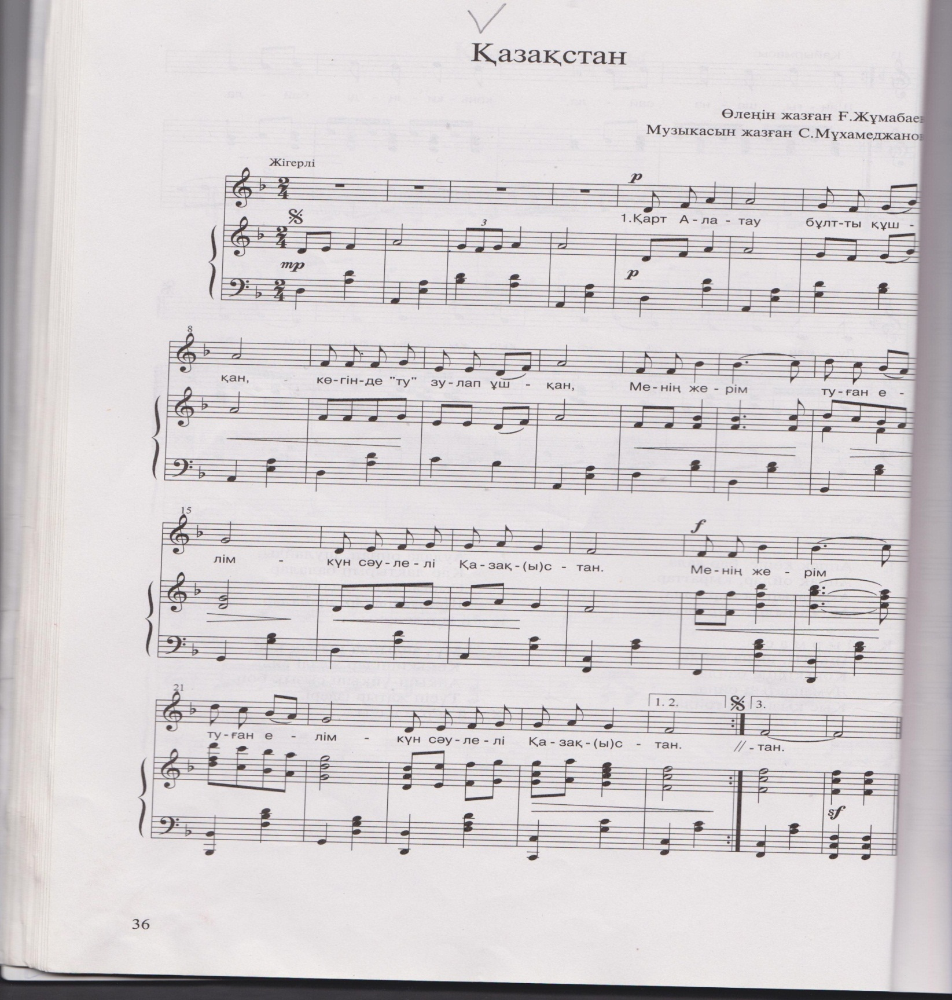 Қазақстан
Өлеңін жазған Ғ.Жұмабаев
Музыкасын жазған С.Мұхамеджанов
Жігерлі
p
1.Қарт А - ла - тау бұлт-ты құш -
3
mp
p
8
қан, кө-гін-де "ту" зу-лап ұш - қан, Ме-нің же - рім ту-ған е -
15
f
лім - күн сәу-ле-лі Қа-зақ-(ы)с - тан. Ме-нің же - рім
21
1. 2. 3.
ту-ған е - лім - күн сәу-ле-лі Қа-зақ-(ы)с - тан. // - тан.
sf
36